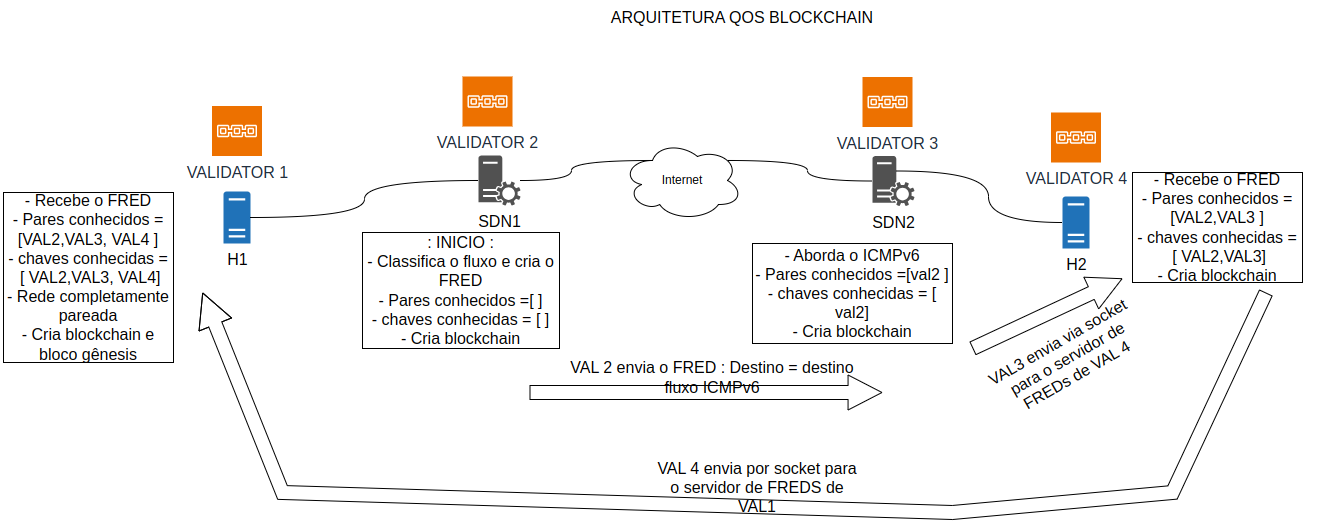 ARQUITETURA QOS BLOCKCHAIN
VALIDATOR 1
H1
- Recebe o FRED
- Pares conhecidos =
[VAL2,VAL3, VAL4 ]
- chaves conhecidas =
[ VAL2,VAL3, VAL4]
- Rede completamente
pareada
- Cria blockchain e
bloco gênesis
VALIDATOR 2
SDN1
: INICIO :
- Classifica o fluxo e cria o
FRED
- Pares conhecidos =[ ]
- chaves conhecidas = [ ]
- Cria blockchain
Internet
VALIDATOR 3
SDN2
- Aborda o ICMPv6
- Pares conhecidos =[val2 ]
- chaves conhecidas = [
val2]
- Cria blockchain
VALIDATOR 4
H2
- Recebe o FRED
- Pares conhecidos =
[VAL2,VAL3 ]
- chaves conhecidas =
[ VAL2,VAL3]
- Cria blockchain
VAL 2 envia o FRED : Destino = destino
fluxo ICMPv6
VAL3 envia via socket
para o servidor de
FREDs de VAL 4
VAL 4 envia por socket para
o servidor de FREDS de
VAL1